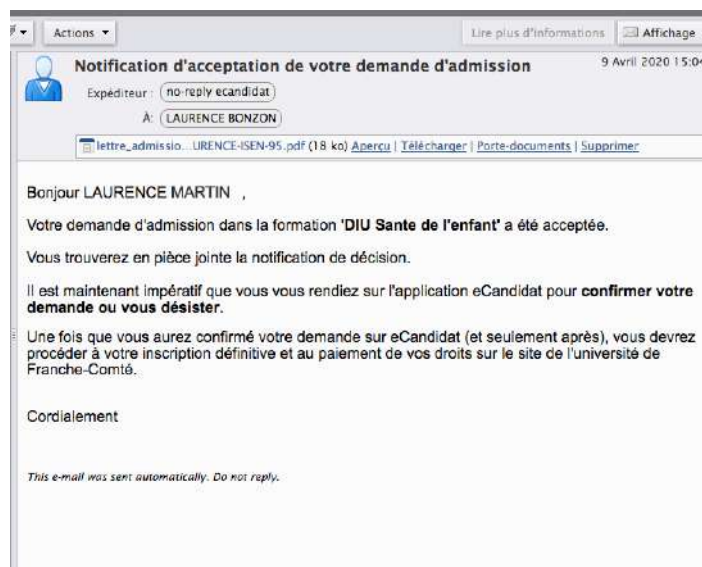 Actions
Lire plus d'informations
Affichage
Notification d'acceptation de votre demande d'admission
9 Avril 2020 15:04
Expéditeur : no-reply ecandidat
À: LAURENCE BONZON
lettre_admissio...URENCE-ISEN-95.pdf (18 ko) Aperçu | Télécharger | Porte-documents | Supprimer
Bonjour LAURENCE MARTIN ,
Votre demande d'admission dans la formation 'DIU Sante de l'enfant' a été acceptée.
Vous trouverez en pièce jointe la notification de décision.
Il est maintenant impératif que vous vous rendiez sur l'application eCandidat pour confirmer votre
demande ou vous désister.
Une fois que vous aurez confirmé votre demande sur eCandidat (et seulement après), vous devrez
procéder à votre inscription définitive et au paiement de vos droits sur le site de l'université de
Franche-Comté.
Cordialement
This e-mail was sent automatically. Do not reply.